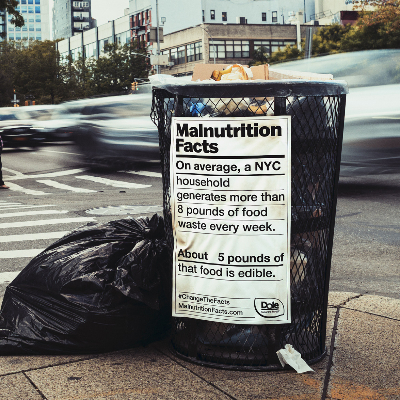 Malnutrition
Facts
On average, a NYC
household
generates more than
8 pounds of food
waste every week.
About 5 pounds of
that food is edible.
#ChangeTheFacts
MalnutritionFacts.com
Dole